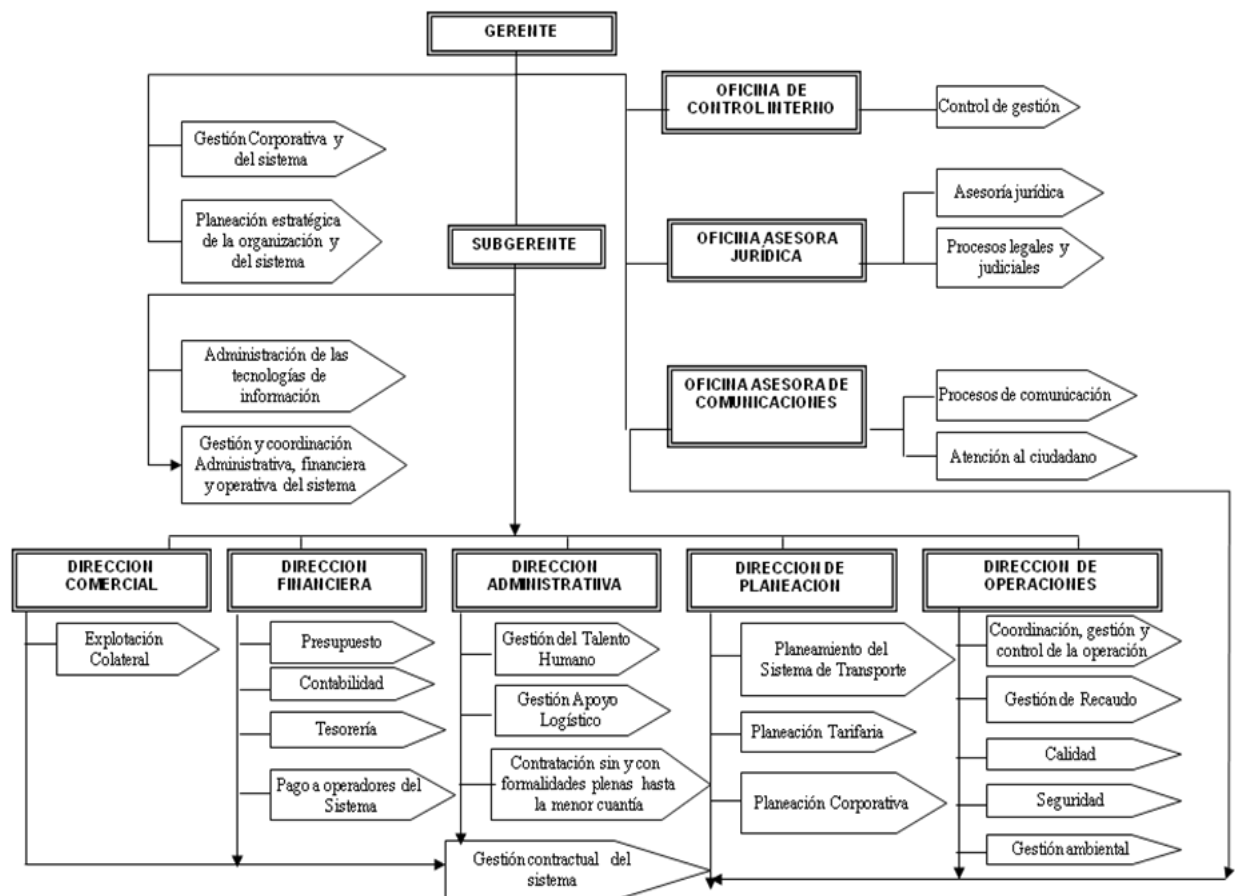 GERENTE
OFICINA DE
CONTROL INTERNO
Control de gestión
Gestión Corporativa y
del sistema
Asesoría jurídica
Planeación estratégica
de la organización y
del sistema
SUBGERENTE
OFICINA ASESORA
JURÍDICA
Procesos legales y
judiciales
Administración de las
tecnologías de
información
OFICINA ASESORA DE
COMUNICACIONES
Procesos de comunicación
Gestión y coordinación
Administrativa, financiera
y operativa del sistema
Atención al ciudadano
DIRECCION
COMERCIAL
DIRECCION
FINANCIERA
DIRECCION
ADMINISTRATIIVA
DIRECCION DE
PLANEACION
DIRECCION DE
OPERACIONES
Explotación
Colateral
Presupuesto
Contabilidad
Tesorería
Pago a operadores del
Sistema
Gestión del Talento
Humano
Gestión Apoyo
Logístico
Contratación sin y con
formalidades plenas hasta
la menor cuantía
Gestión contractual del
sistema
Planeamiento del
Sistema de Transporte
Planeación Tarifaria
Planeación Corporativa
Coordinación, gestión y
control de la operación
Gestión de Recaudo
Calidad
Seguridad
Gestión ambiental